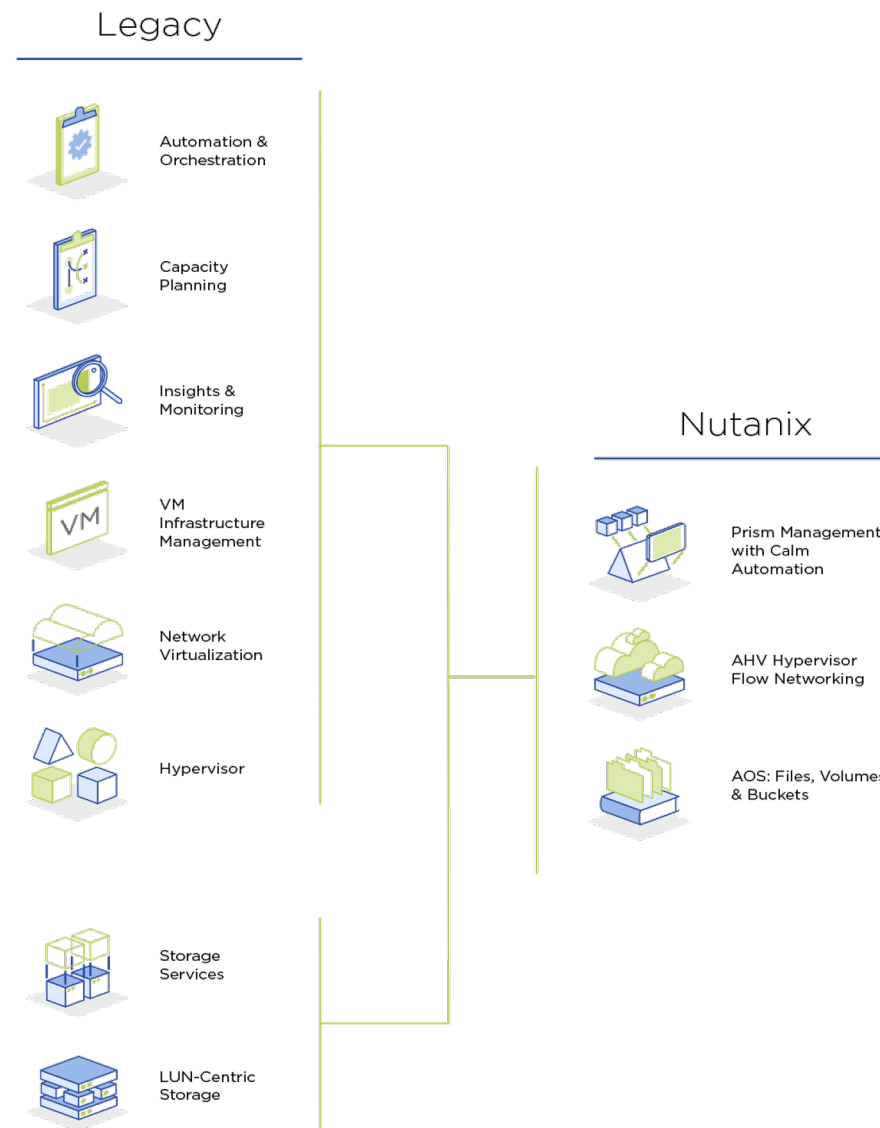 Legacy
Automation &
Orchestration
Capacity
Planning
Insights &
Monitoring
VM
VM
Infrastructure
Management
Network
Virtualization
Hypervisor
Storage
Services
LUN-Centric
Storage
Nutanix
Prism Management
with Calm
Automation
AHV Hypervisor
Flow Networking
AOS: Files, Volumes
& Buckets